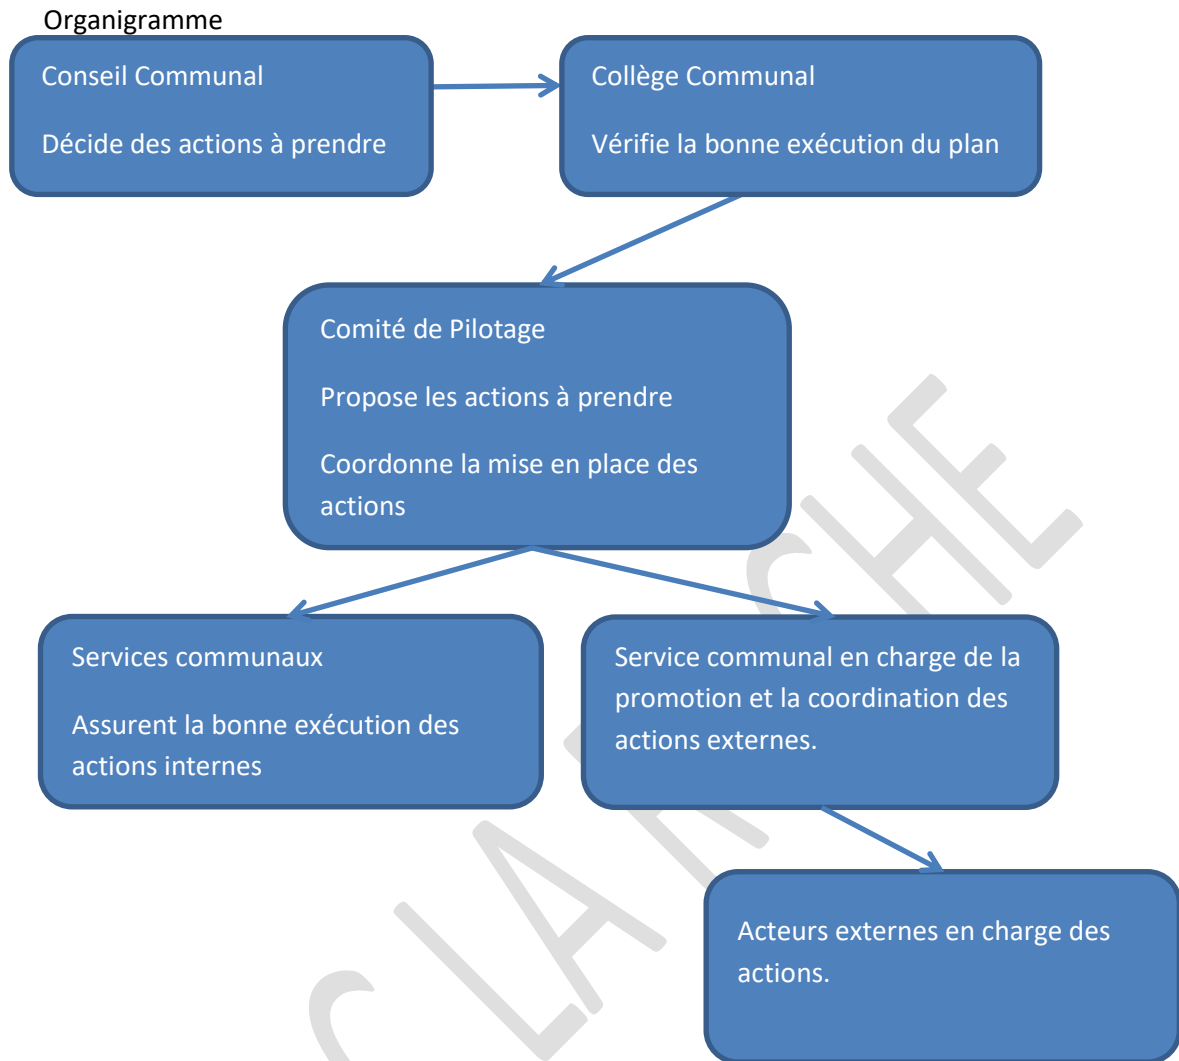 Organigramme
Conseil Communal
Décide des actions à prendre
Collège Communal
Vérifie la bonne exécution du plan
Comité de Pilotage
Propose les actions à prendre
Coordonne la mise en place des
actions
Services communaux
Assurent la bonne exécution des
actions internes
Service communal en charge de la
promotion et la coordination des
actions externes.
Acteurs externes en charge des
actions.